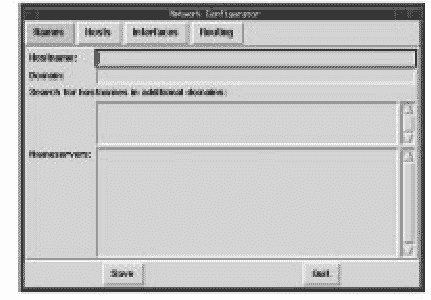 Network Configurator
Names Hosts Interfaces Routing
Hostname:
Domain:
Search for hostnames in additional domains:
Nameservers:
Save Quit